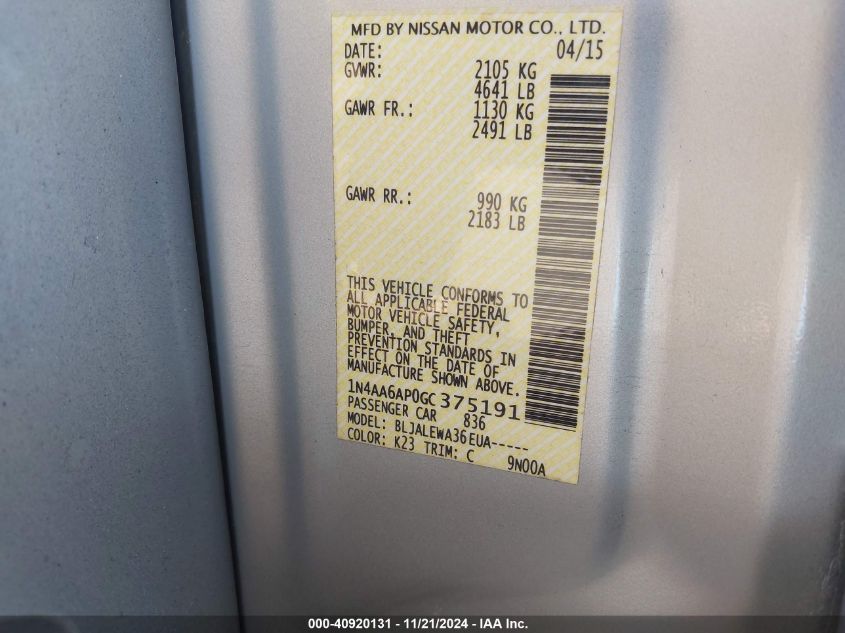 MFD BY NISSAN MOTOR CO., LTD.
DATE: 04/15
GVWR: 2105 KG
4641 LB
GAWR FR.: 1130 KG
2491 LB
GAWR RR.: 990 KG
2183 LB
THIS VEHICLE CONFORMS TO
ALL APPLICABLE FEDERAL
MOTOR VEHICLE SAFETY,
BUMPER, AND THEFT
PREVENTION STANDARDS IN
EFFECT ON THE DATE OF
MANUFACTURE SHOWN ABOVE.
1N4AA6AP0GC375191
PASSENGER CAR 836
MODEL: BLJALEWA36EUA-----
COLOR: K23 TRIM: C 9N00A
000-40920131 - 11/21/2024 - IAA Inc.